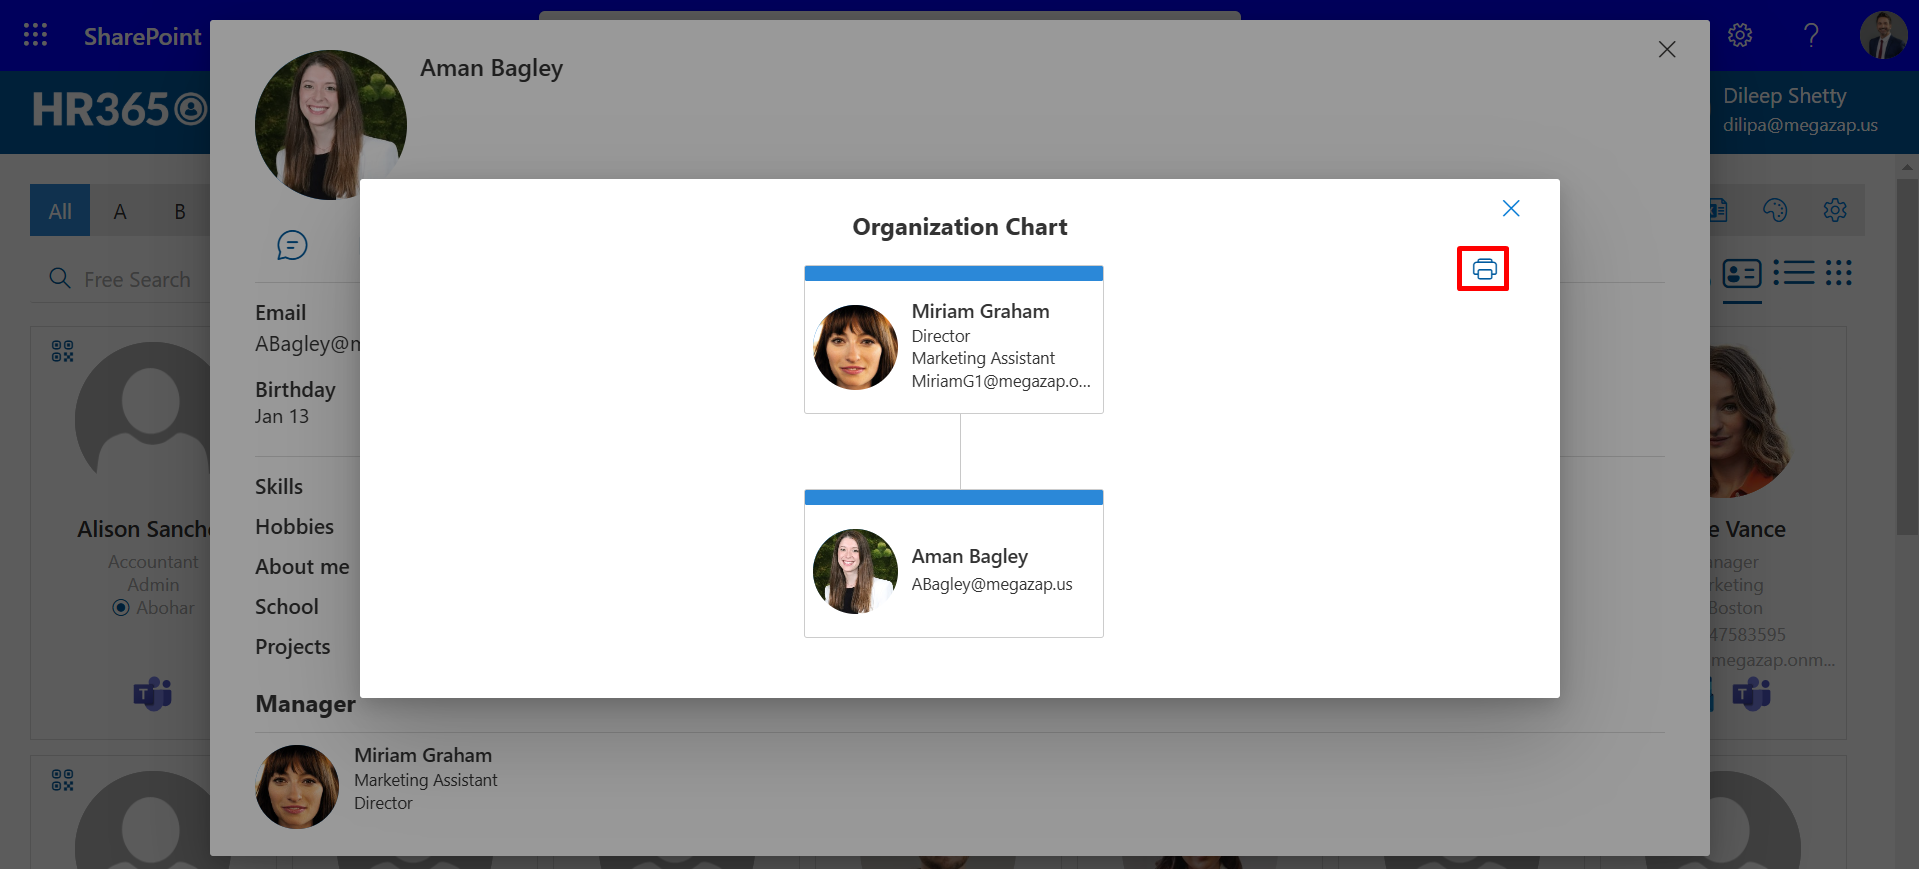 SharePoint
HR365
Dileep Shetty
dilipa@megazap.us
Aman Bagley
All
A
B
Free Search
Email
ABagley@m
Birthday
Jan 13
Skills
Hobbies
About me
School
Projects
Manager
Miriam Graham
Marketing Assistant
Director
Organization Chart
Miriam Graham
Director
Marketing Assistant
MiriamG1@megazap.o...
Aman Bagley
ABagley@megazap.us
Alison Sanch
Accountant
Admin
Abohar
T
e Vance
nager
rketing
Boston
47583595
megazap.onm...
T